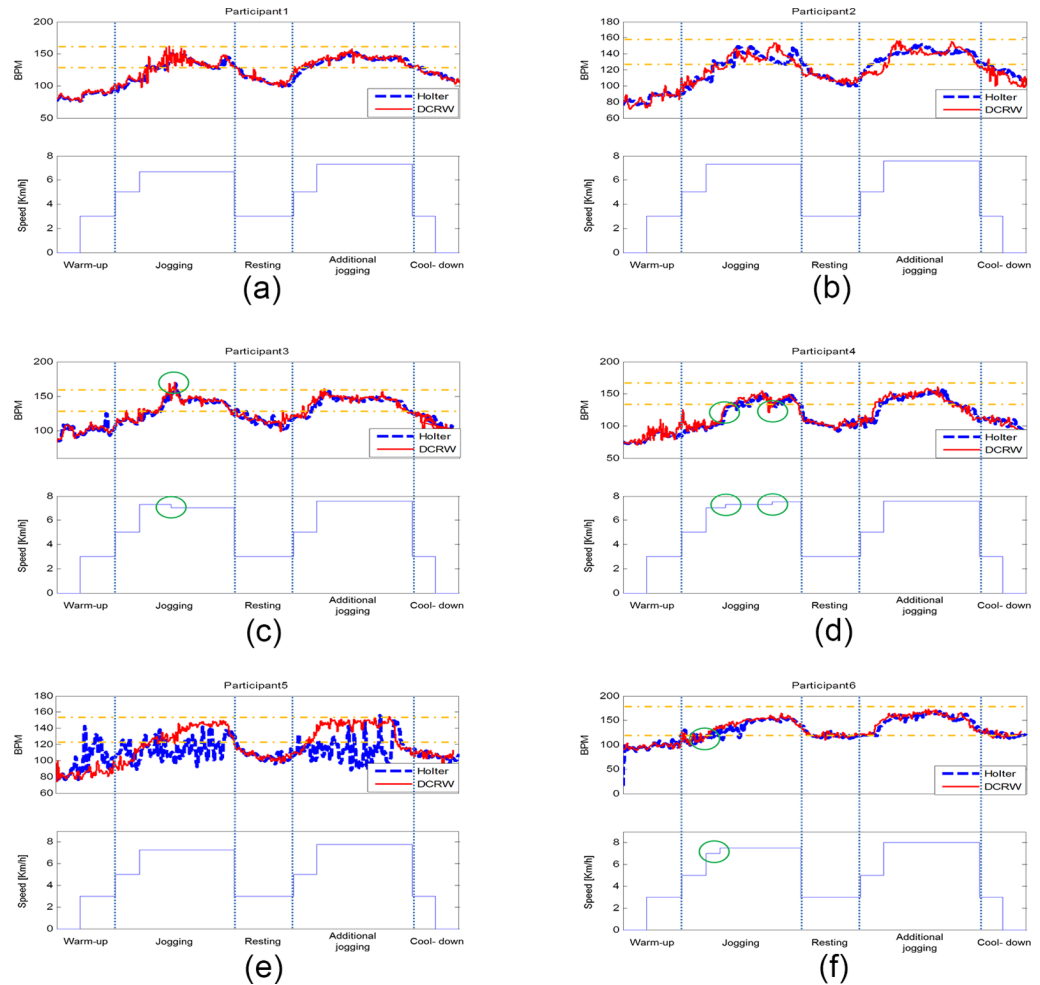 Participant1
200
150
100
50
BPM
Holter
DCRW
8
6
4
2
0
Speed [Km/h]
Warm-up Jogging Resting Additional jogging Cool- down
(a)
Participant2
180
160
140
120
100
80
60
BPM
Holter
DCRW
8
6
4
2
0
Speed [Km/h]
Warm-up Jogging Resting Additional jogging Cool- down
(b)
Participant3
200
150
100
BPM
Holter
DCRW
8
6
4
2
0
Speed [Km/h]
Warm-up Jogging Resting Additional jogging Cool- down
(c)
Participant4
200
150
100
50
BPM
Holter
DCRW
8
6
4
2
0
Speed [Km/h]
Warm-up Jogging Resting Additional jogging Cool- down
(d)
Participant5
180
160
140
120
100
80
60
BPM
Holter
DCRW
8
6
4
2
0
Speed [Km/h]
Warm-up Jogging Resting Additional jogging Cool- down
(e)
Participant6
200
150
100
50
0
BPM
Holter
DCRW
8
6
4
2
0
Speed [Km/h]
Warm-up Jogging Resting Additional jogging Cool- down
(f)